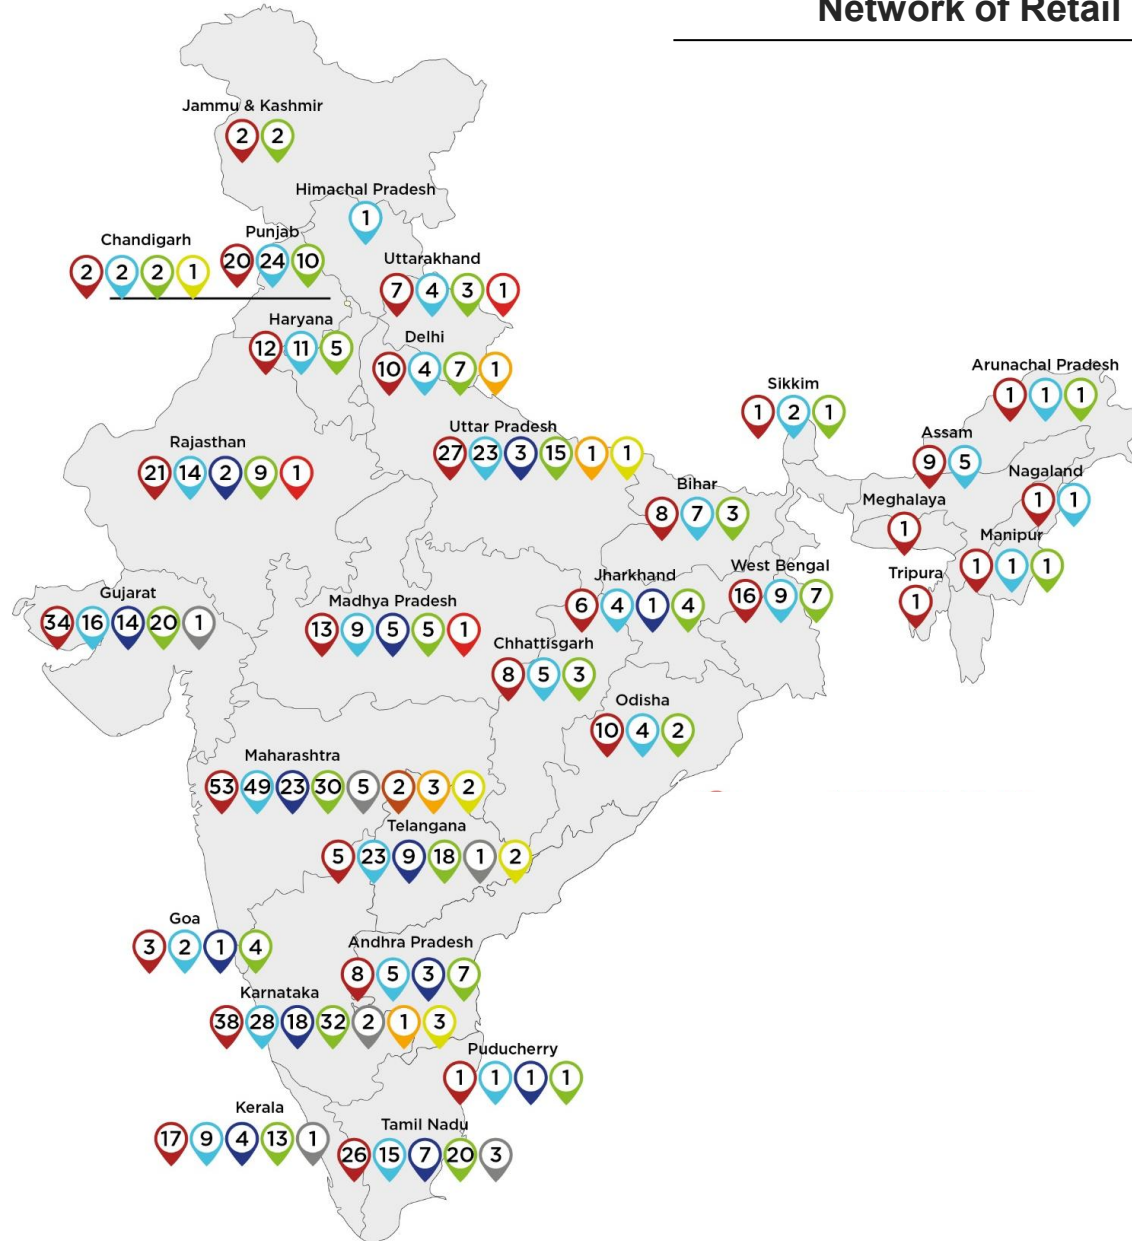 Network of Retail
Jammu & Kashmir
2 2
Himachal Pradesh
1
Chandigarh
2 2 2 1
Punjab
20 24 10
Uttarakhand
7 4 3 1
Haryana
12 11 5
Delhi
10 4 7 1
Sikkim
1 2 1
Arunachal Pradesh
1 1 1
Uttar Pradesh
27 23 3 15 1 1
Assam
9 5
Rajasthan
21 14 2 9 1
Nagaland
1 1
Bihar
8 7 3
Meghalaya
1
Manipur
1 1 1
West Bengal
16 9 7
Tripura
1
Jharkhand
6 4 1 4
Gujarat
34 16 14 20 1
Madhya Pradesh
13 9 5 5 1
Chhattisgarh
8 5 3
Odisha
10 4 2
Maharashtra
53 49 23 30 5 2 3 2
Telangana
5 23 9 18 1 2
Goa
3 2 1 4
Andhra Pradesh
8 5 3 7
Karnataka
38 28 18 32 2 1 3
Puducherry
1 1 1 1
Kerala
17 9 4 13 1
Tamil Nadu
26 15 7 20 3